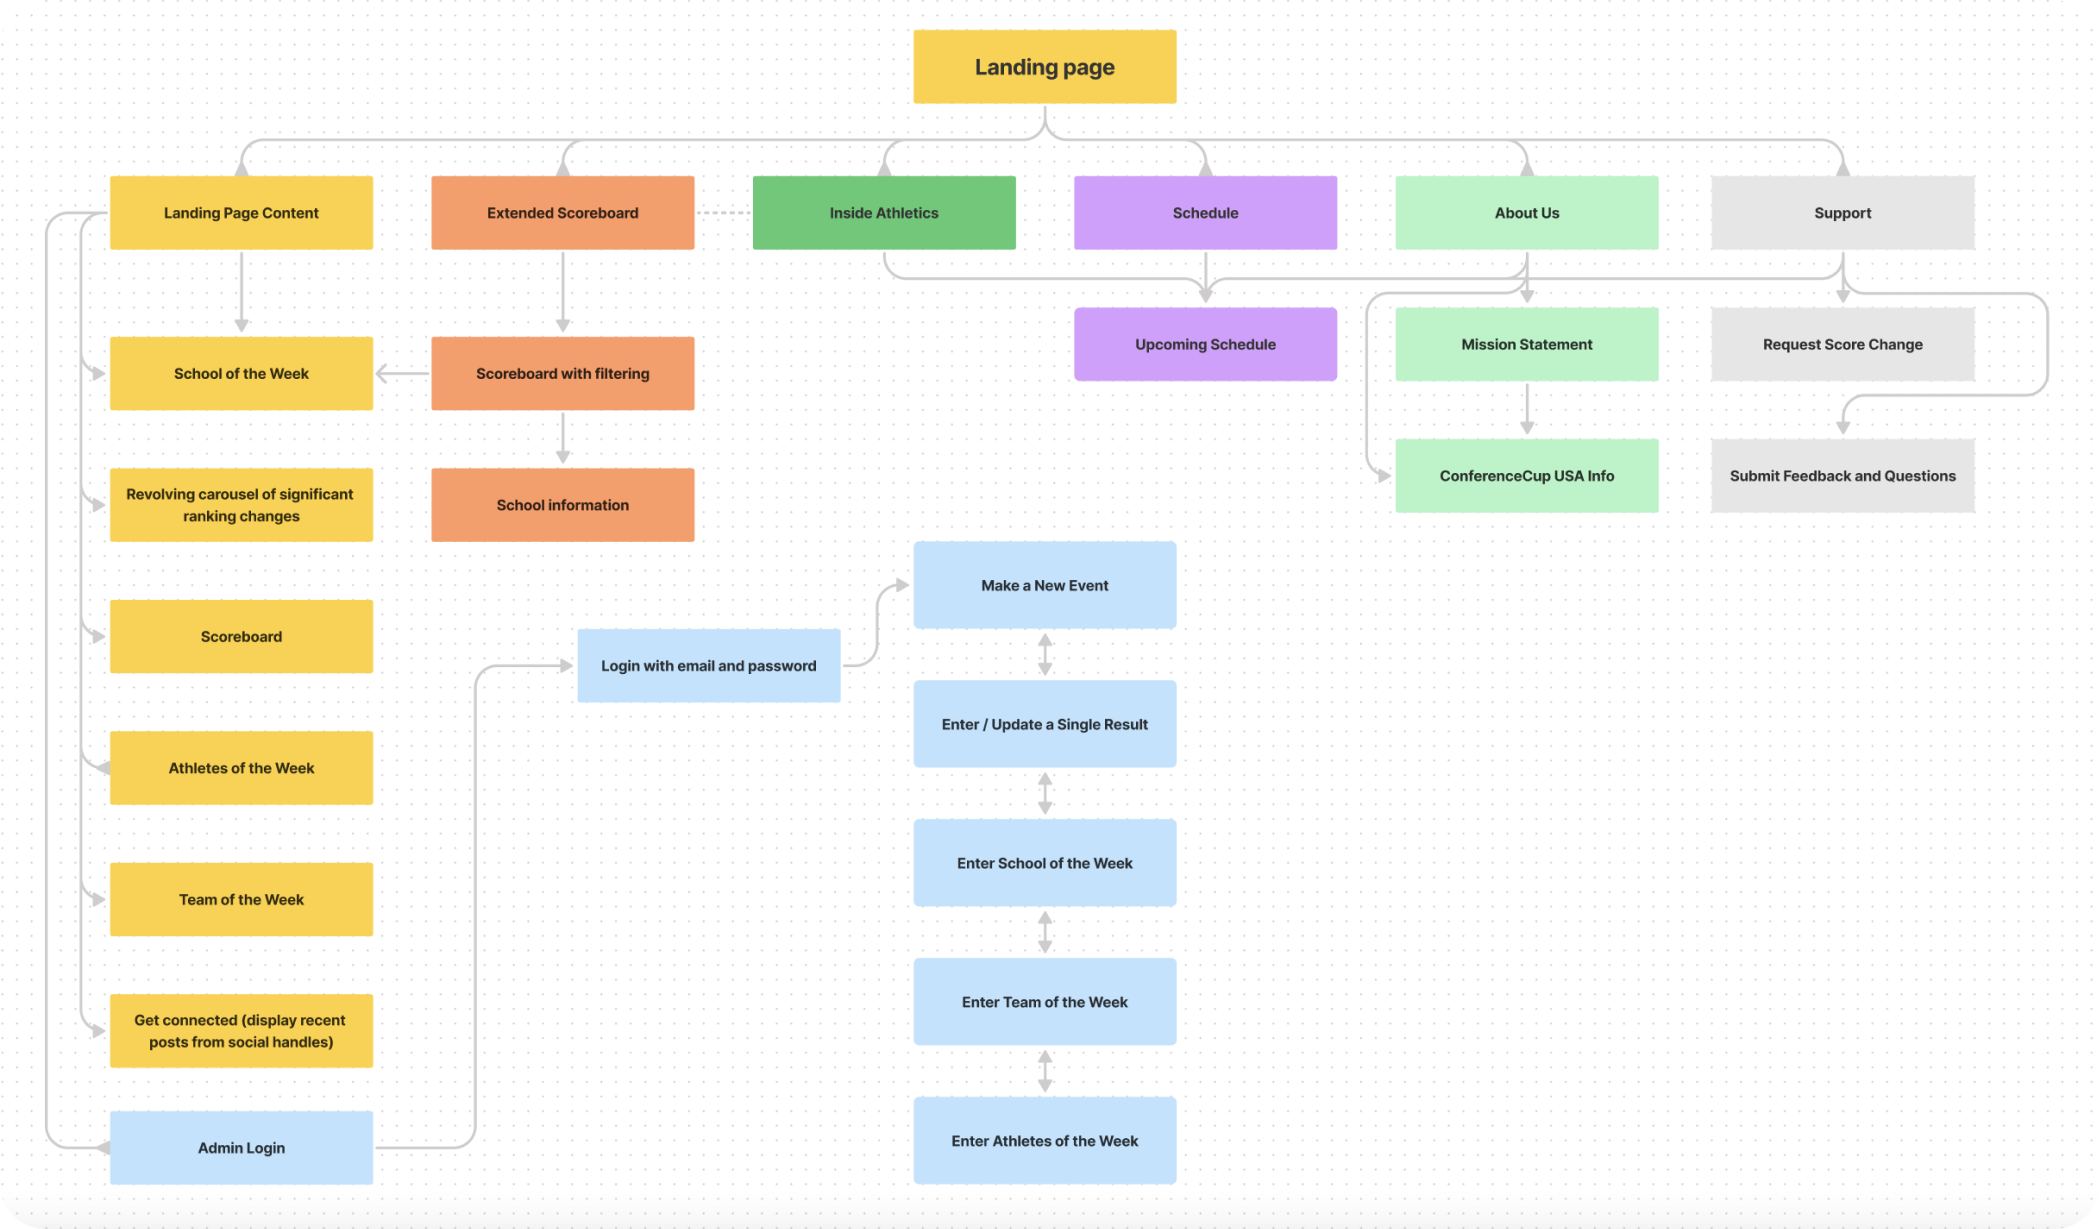 Landing page
Landing Page Content
Extended Scoreboard
Inside Athletics
Schedule
About Us
Support
Upcoming Schedule
Mission Statement
Request Score Change
School of the Week
Scoreboard with filtering
ConferenceCup USA Info
Submit Feedback and Questions
Revolving carousel of significant
ranking changes
School information
Make a New Event
Scoreboard
Login with email and password
Enter / Update a Single Result
Athletes of the Week
Enter School of the Week
Team of the Week
Enter Team of the Week
Get connected (display recent
posts from social handles)
Enter Athletes of the Week
Admin Login